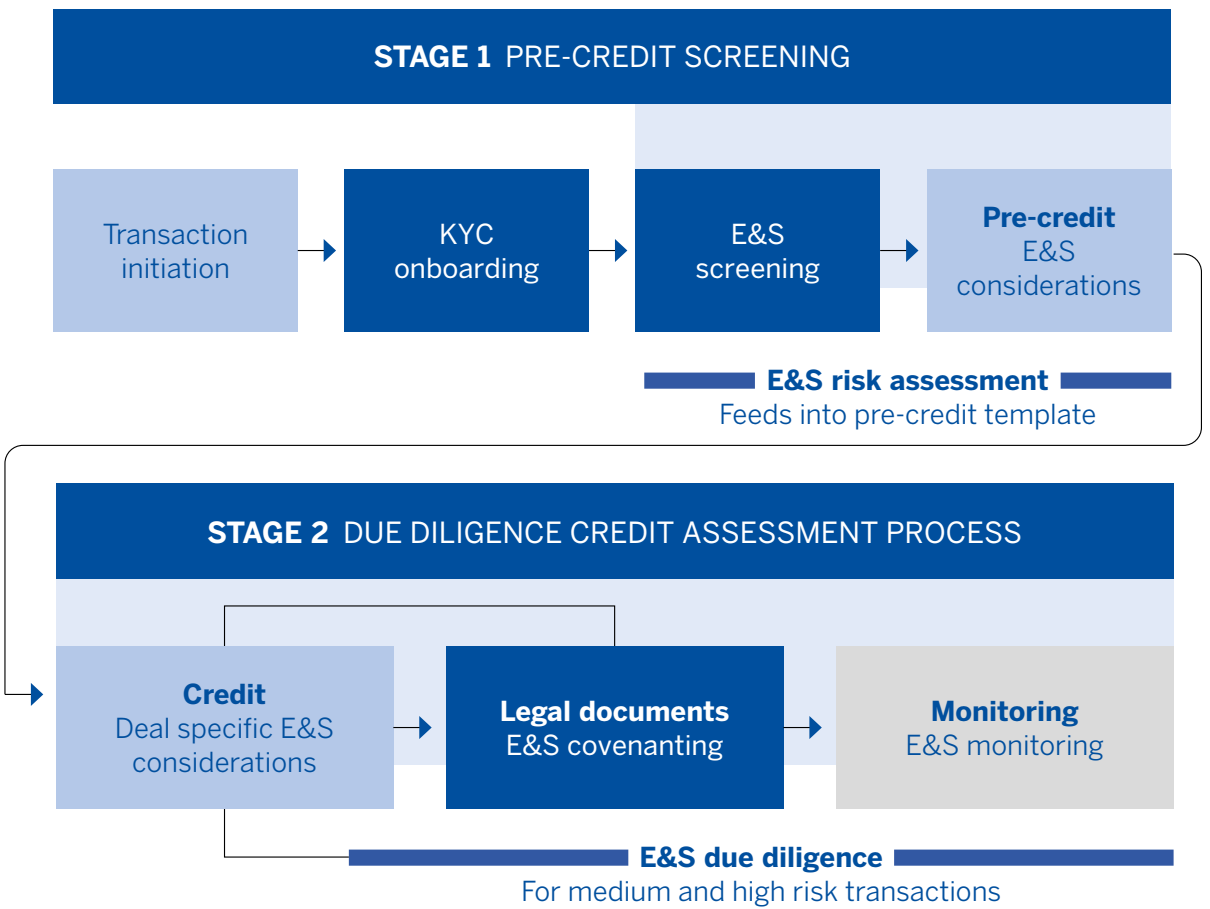 STAGE 1 PRE-CREDIT SCREENING
Transaction
initiation
KYC
onboarding
E&S
screening
Pre-credit
E&S
considerations
E&S risk assessment
Feeds into pre-credit template
STAGE 2 DUE DILIGENCE CREDIT ASSESSMENT PROCESS
Credit
Deal specific E&S
considerations
Legal documents
E&S covenanting
Monitoring
E&S monitoring
E&S due diligence
For medium and high risk transactions